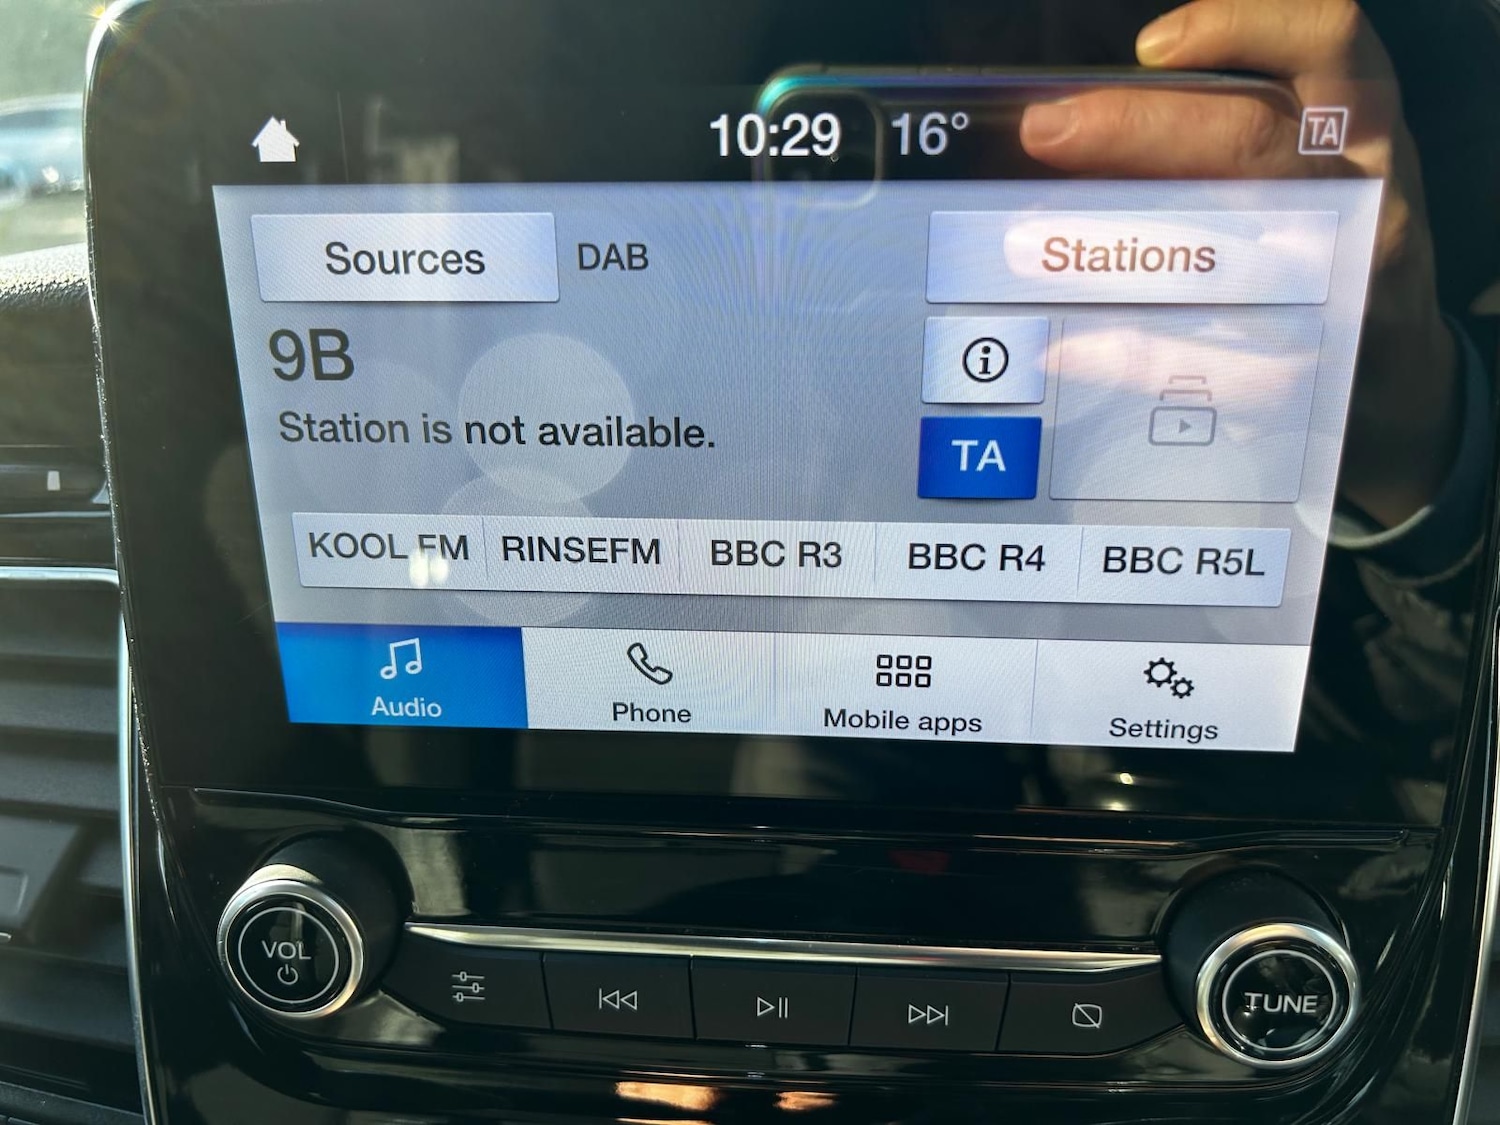 10:29 16° TA
Sources DAB Stations
9B
Station is not available.
TA
KOOL FM RINSEFM BBC R3 BBC R4 BBC R5L
Audio Phone Mobile apps Settings
VOL
TUNE